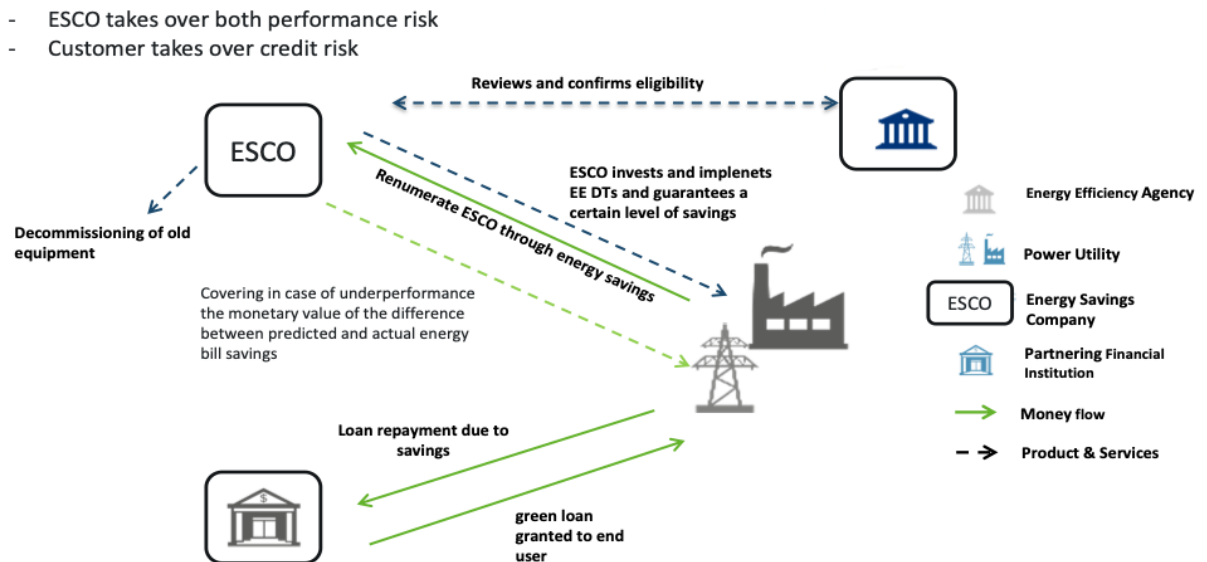 - ESCO takes over both performance risk
- Customer takes over credit risk
Reviews and confirms eligibility
ESCO
ESCO invests and implenets
EE DTs and guarantees a
certain level of savings
Renumerate ESCO through energy savings
Decommissioning of old
equipment
Covering in case of underperformance
the monetary value of the difference
between predicted and actual energy
bill savings
Loan repayment due to
savings
$
green loan
granted to end
user
Energy Efficiency Agency
Power Utility
ESCO
Energy Savings
Company
Partnering Financial
Institution
Money flow
Product & Services